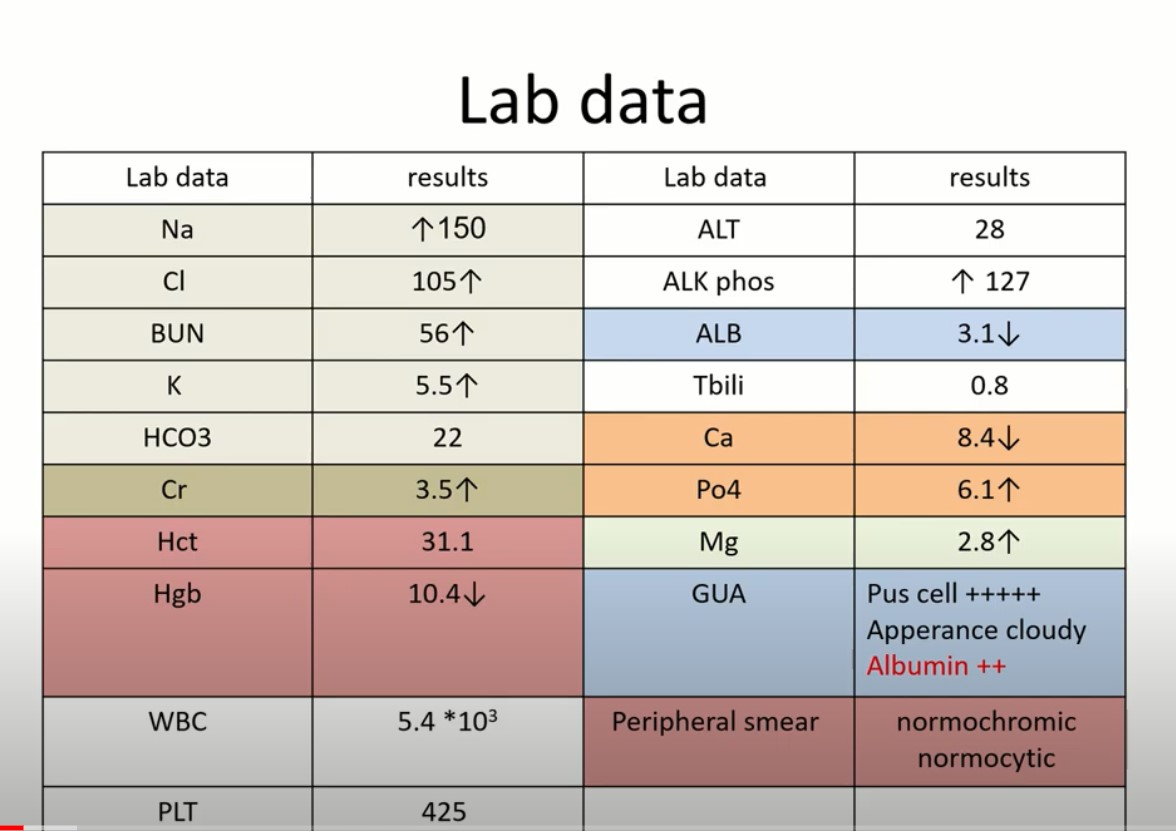 Lab data
Lab data results Lab data results
Na ↑150 ALT 28
Cl 105↑ ALK phos ↑ 127
BUN 56↑ ALB 3.1↓
K 5.5↑ Tbili 0.8
HCO3 22 Ca 8.4↓
Cr 3.5↑ Po4 6.1↑
Hct 31.1 Mg 2.8↑
Hgb 10.4↓ GUA Pus cell +++++
Apperance cloudy
Albumin ++
WBC 5.4 *10³ Peripheral smear normochromic
normocytic
PLT 425